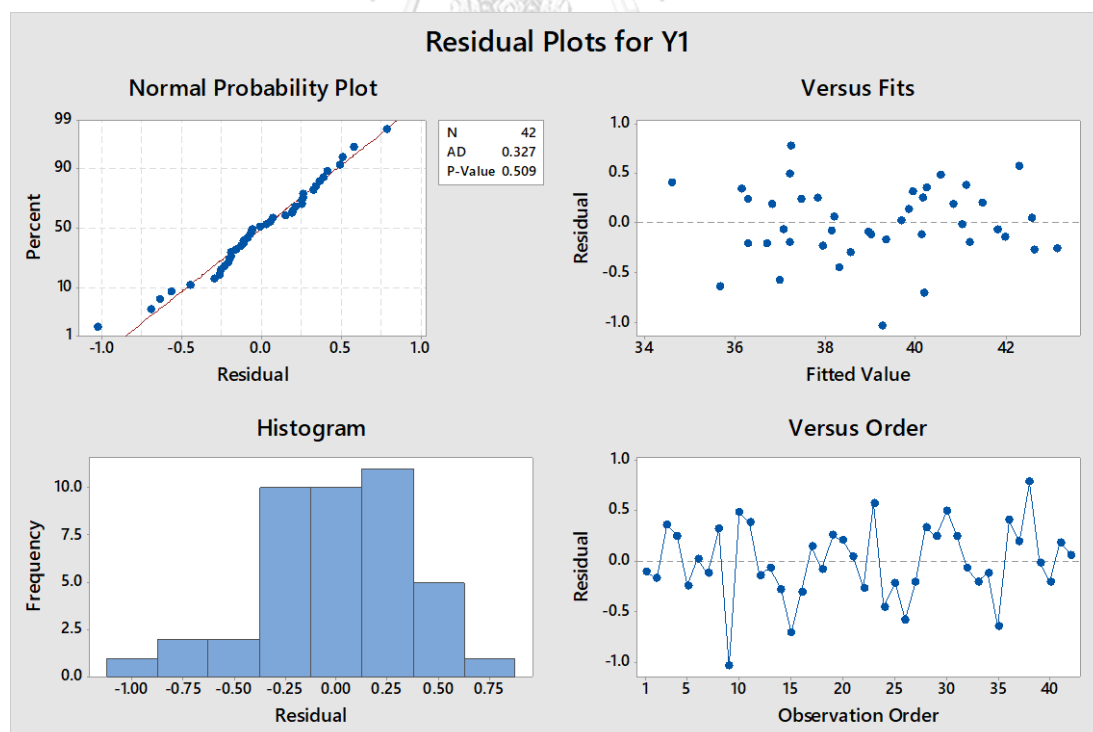 Residual Plots for Y1
Normal Probability Plot
99
90
50
10
1
Percent
-1.0 -0.5 0.0 0.5 1.0
Residual
N 42
AD 0.327
P-Value 0.509
Versus Fits
1.0
0.5
0.0
-0.5
-1.0
Residual
34 36 38 40 42
Fitted Value
Histogram
10.0
7.5
5.0
2.5
0.0
Frequency
-1.00 -0.75 -0.50 -0.25 0.00 0.25 0.50 0.75
Residual
Versus Order
1.0
0.5
0.0
-0.5
-1.0
Residual
1 5 10 15 20 25 30 35 40
Observation Order